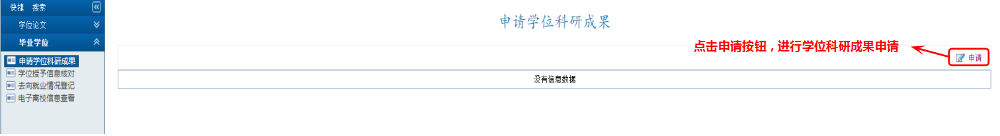 快捷 搜索
学位论文
毕业学位
申请学位科研成果
学位授予信息核对
去向就业情况登记
电子离校信息查看
申请学位科研成果
点击申请按钮，进行学位科研成果申请
申请
没有信息数据